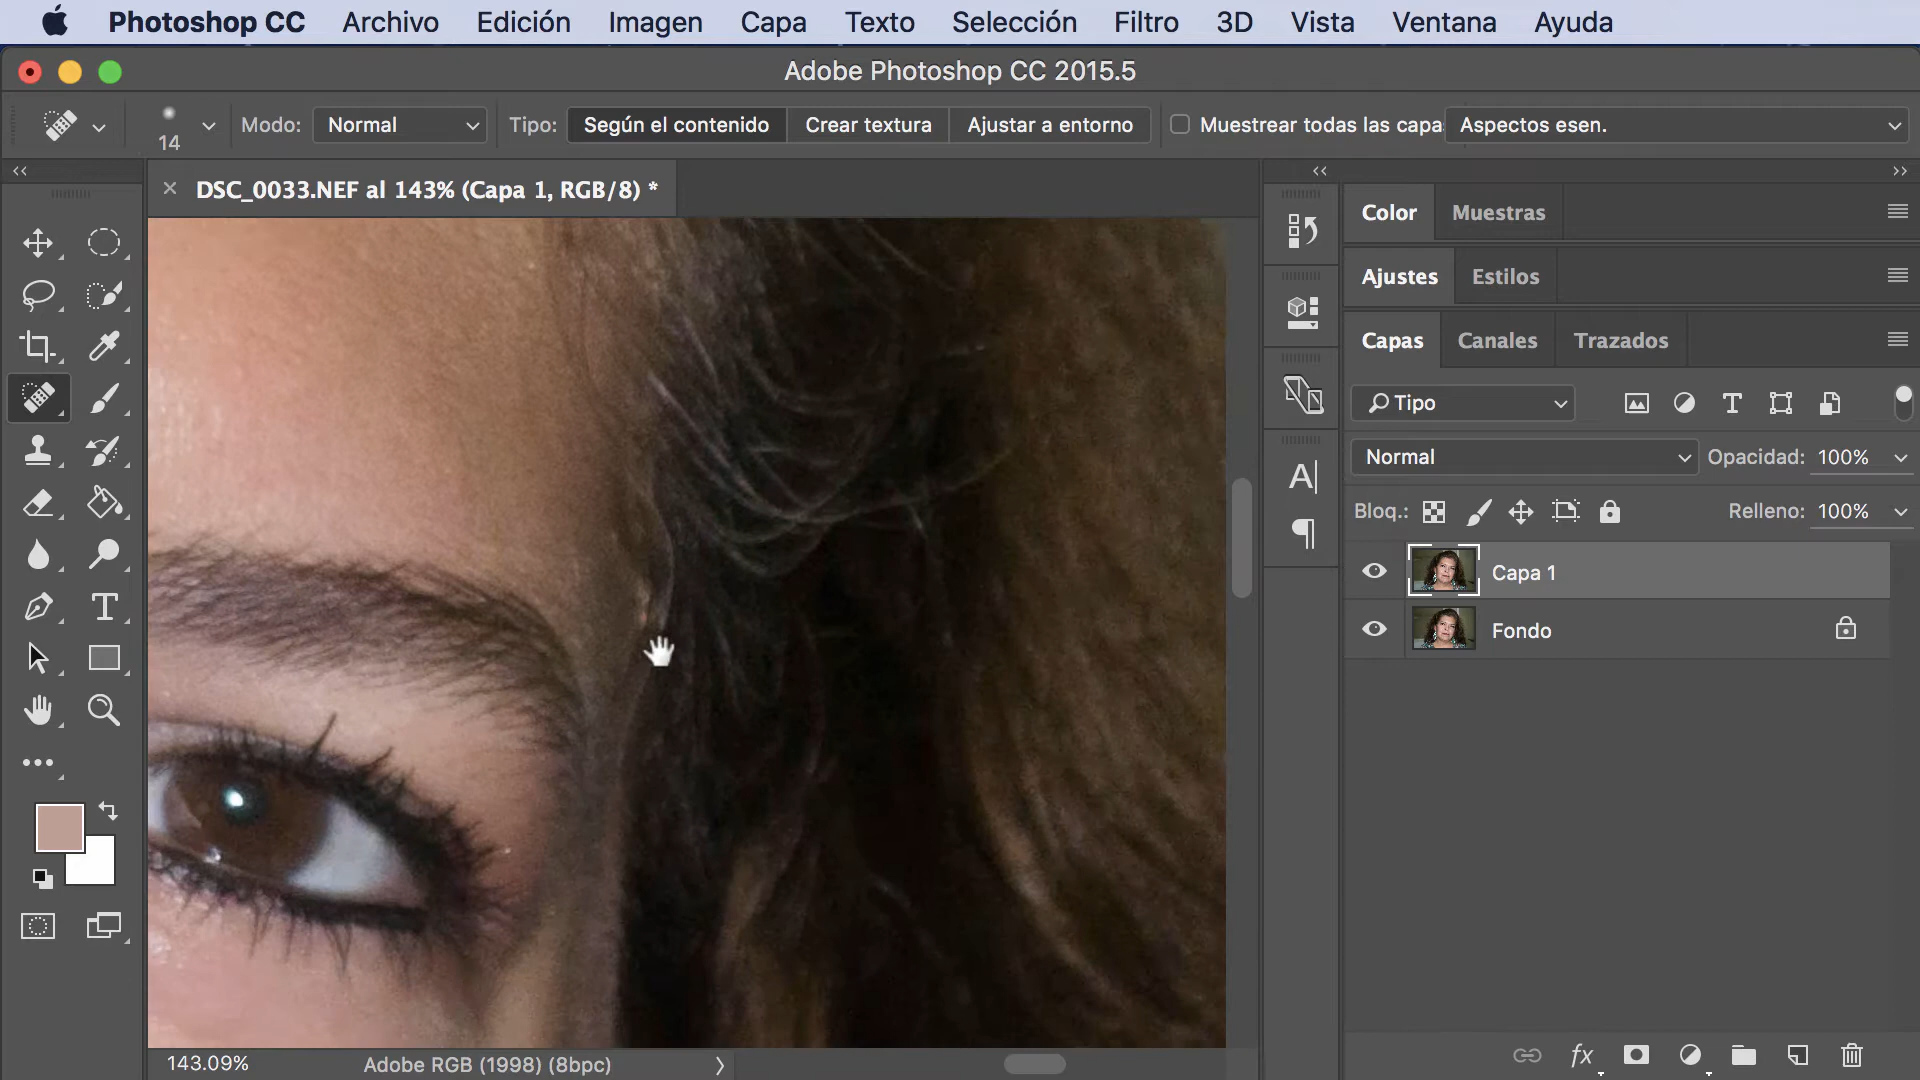 Photoshop CC Archivo Edición Imagen Capa Texto Selección Filtro 3D Vista Ventana Ayuda
Adobe Photoshop CC 2015.5
14 Modo: Normal Tipo: Según el contenido Crear textura Ajustar a entorno Muestrear todas las capa Aspectos esen.
DSC_0033.NEF al 143% (Capa 1, RGB/8) *
Color Muestras
Ajustes Estilos
Capas Canales Trazados
Tipo
Normal Opacidad: 100%
Bloq.: Relleno: 100%
Capa 1
Fondo
143.09% Adobe RGB (1998) (8bpc)
fx